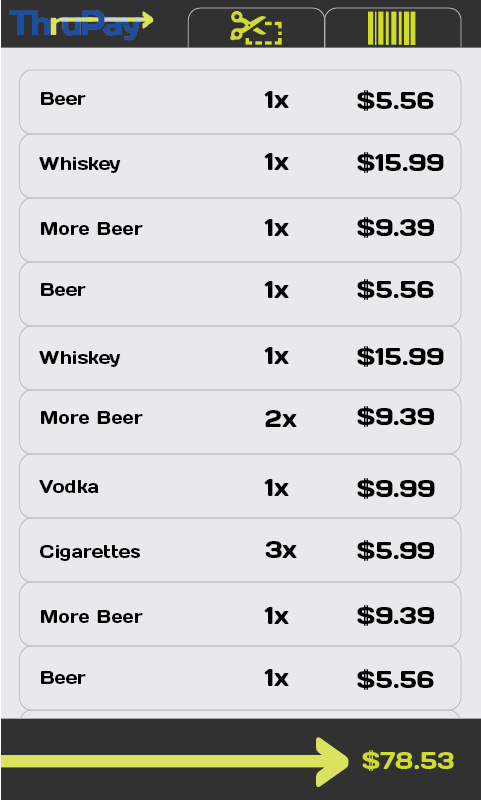 ThruPay
Beer 1x $5.56
Whiskey 1x $15.99
More Beer 1x $9.39
Beer 1x $5.56
Whiskey 1x $15.99
More Beer 2x $9.39
Vodka 1x $9.99
Cigarettes 3x $5.99
More Beer 1x $9.39
Beer 1x $5.56
$78.53